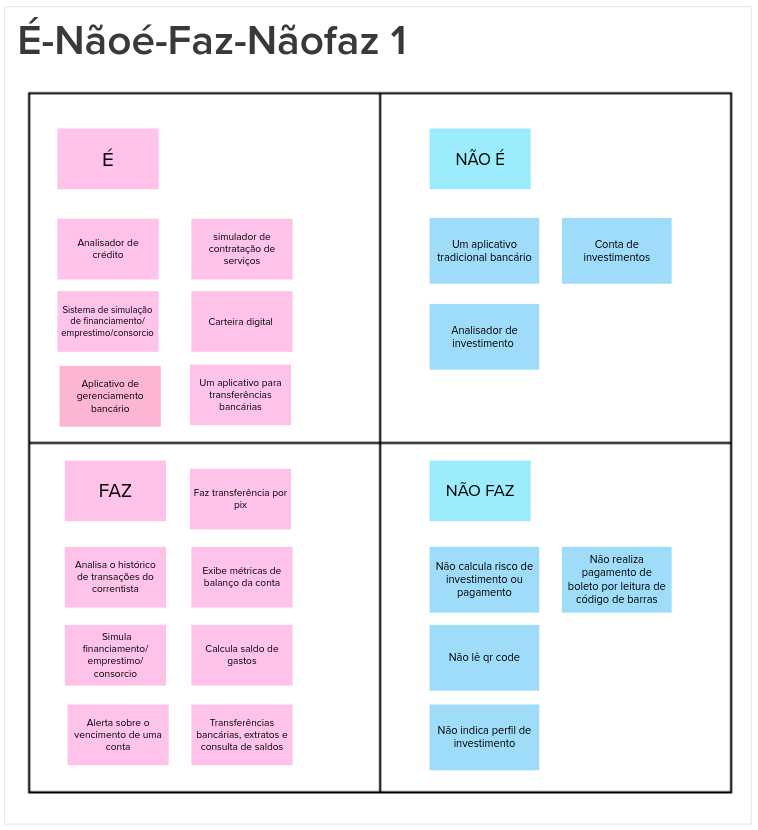 É-Nãoé-Faz-Nãofaz 1
É
Analisador de
crédito
simulador de
contratação de
serviços
Sistema de simulação
de financiamento/
emprestimo/consorcio
Carteira digital
Aplicativo de
gerenciamento
bancário
Um aplicativo para
transferências
bancárias
NÃO É
Um aplicativo
tradicional bancário
Conta de
investimentos
Analisador de
investimento
FAZ
Faz transferência por
pix
Analisa o histórico
de transações do
correntista
Exibe métricas de
balanço da conta
Simula
financiamento/
emprestimo/
consorcio
Calcula saldo de
gastos
Alerta sobre o
vencimento de uma
conta
Transferências
bancárias, extratos e
consulta de saldos
NÃO FAZ
Não calcula risco de
investimento ou
pagamento
Não realiza
pagamento de
boleto por leitura de
código de barras
Não lê qr code
Não indica perfil de
investimento